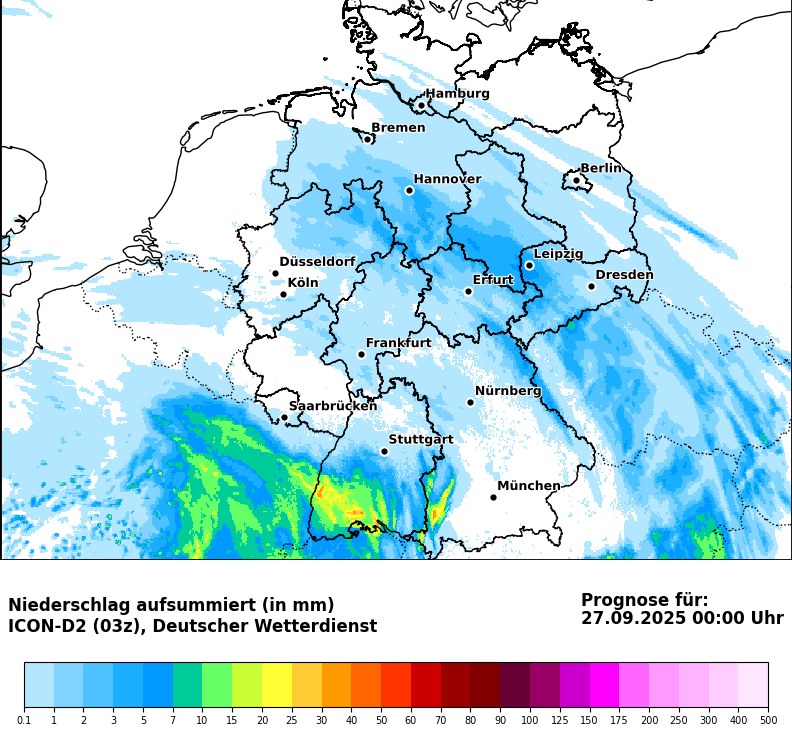 Hamburg
Bremen
Berlin
Hannover
Leipzig
Düsseldorf
Dresden
Erfurt
Köln
Frankfurt
Nürnberg
Saarbrücken
Stuttgart
München
Niederschlag aufsummiert (in mm)
ICON-D2 (03z), Deutscher Wetterdienst
Prognose für:
27.09.2025 00:00 Uhr
0.1 1 2 3 5 7 10 15 20 25 30 40 50 60 70 80 90 100 125 150 175 200 250 300 400 500